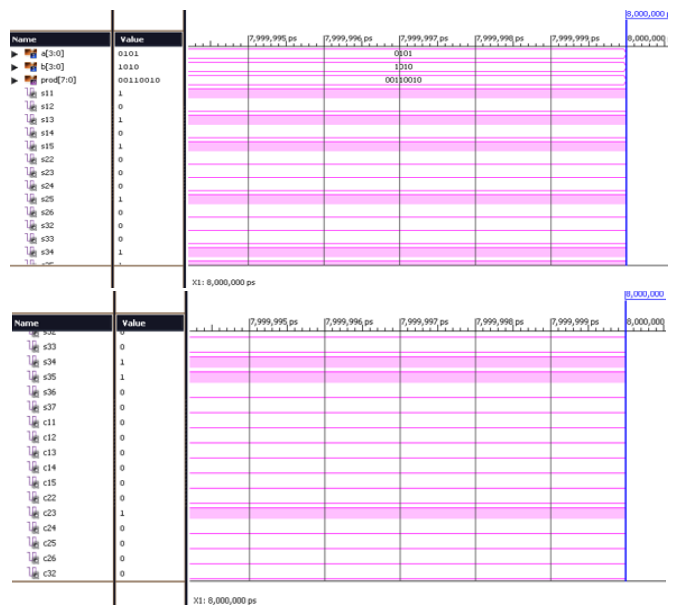 8,000,000
Name Value 7,999,995 ps 7,999,996 ps 7,999,997 ps 7,999,998 ps 7,999,999 ps 8,000,000
a[3:0] 0101 0101
b[3:0] 1010 1010
prod[7:0] 00110010 00110010
s11 1
s12 0
s13 1
s14 0
s15 1
s22 0
s23 0
s24 0
s25 1
s26 0
s32 0
s33 0
s34 1
X1: 8,000,000 ps
8,000,000
Name Value 7,999,995 ps 7,999,996 ps 7,999,997 ps 7,999,998 ps 7,999,999 ps 8,000,000
s33 0
s34 1
s35 1
s36 0
s37 0
c11 0
c12 0
c13 0
c14 0
c15 0
c22 0
c23 1
c24 0
c25 0
c26 0
c32 0
X1: 8,000,000 ps